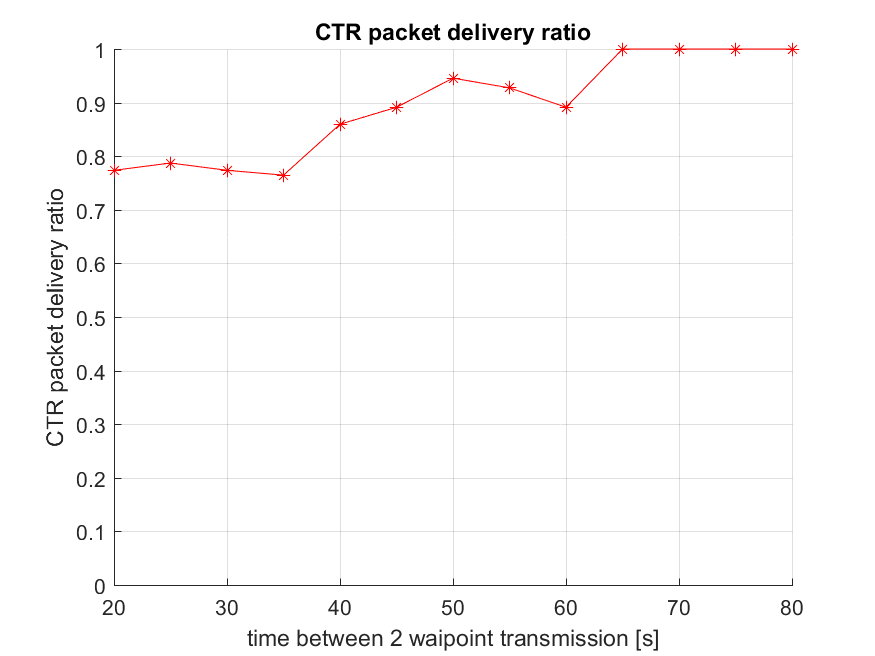 CTR packet delivery ratio
1
0.9
0.8
0.7
0.6
0.5
0.4
0.3
0.2
0.1
0
CTR packet delivery ratio
20 30 40 50 60 70 80
time between 2 waipoint transmission [s]